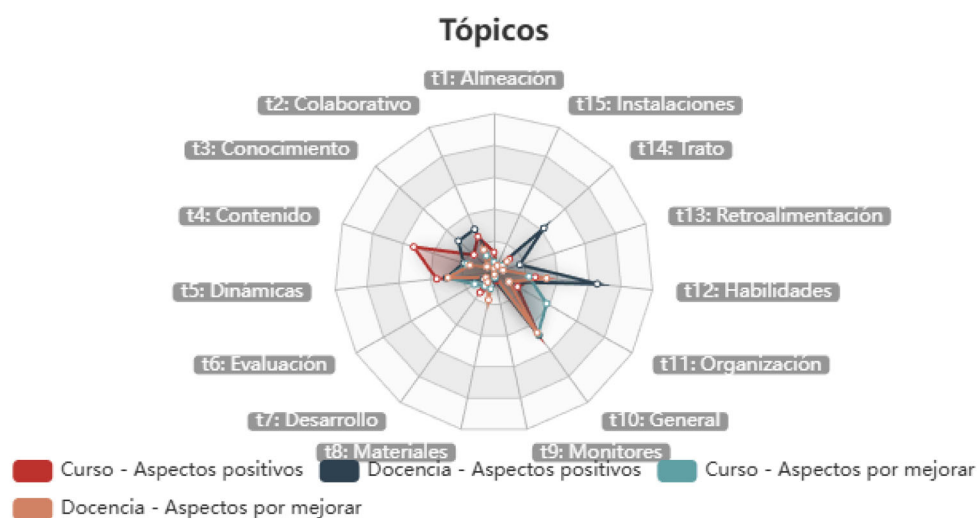 Tópicos
t1: Alineación
t2: Colaborativo
t15: Instalaciones
t3: Conocimiento
t14: Trato
t4: Contenido
t13: Retroalimentación
t5: Dinámicas
t12: Habilidades
t6: Evaluación
t11: Organización
t7: Desarrollo
t10: General
t8: Materiales
t9: Monitores
Curso - Aspectos positivos
Docencia - Aspectos positivos
Curso - Aspectos por mejorar
Docencia - Aspectos por mejorar